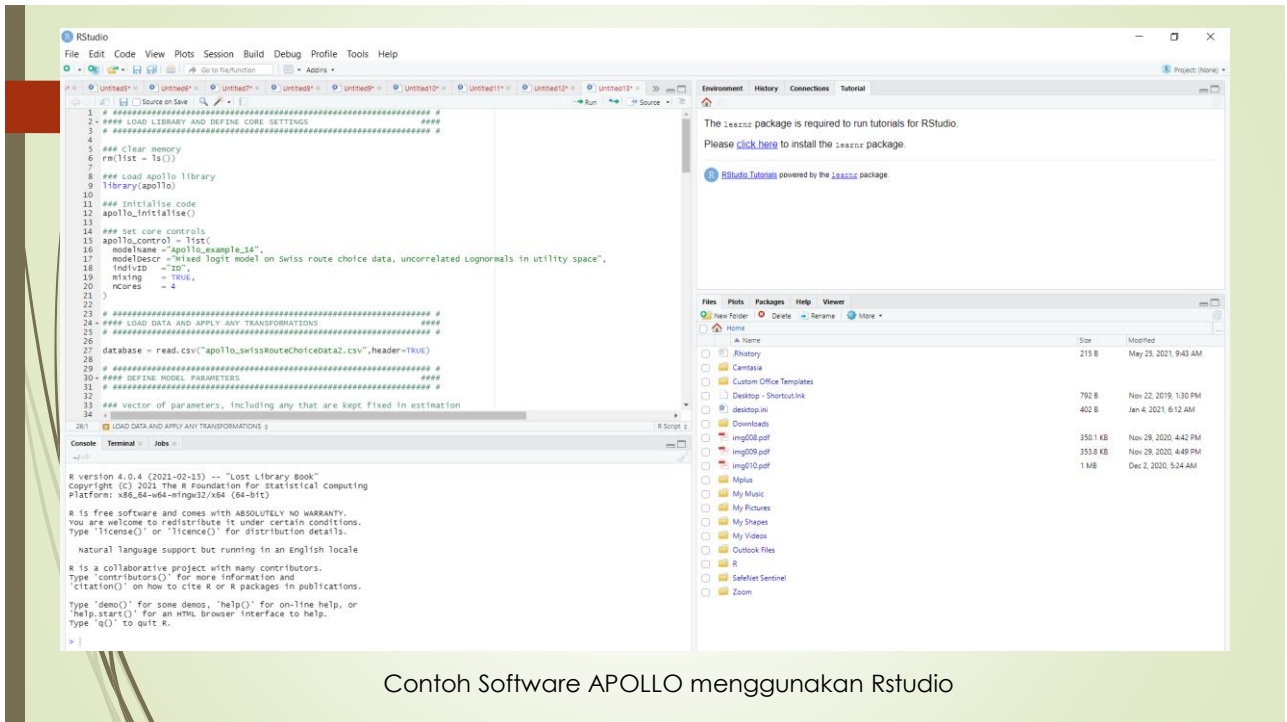 RStudio
File Edit Code View Plots Session Build Debug Profile Tools Help
Go to file/function Addins Project: (None)
Untitled5* Untitled6* Untitled7* Untitled8* Untitled9* Untitled10* Untitled11* Untitled12* Untitled13*
Source on Save Run Source
1 # ################################################################# #
2 #### LOAD LIBRARY AND DEFINE CORE SETTINGS ####
3 # ################################################################# #
4
5 ### Clear memory
6 rm(list = ls())
7
8 ### Load Apollo library
9 library(apollo)
10
11 ### Initialise code
12 apollo_initialise()
13
14 ### Set core controls
15 apollo_control = list(
16 modelName ="Apollo_example_14",
17 modelDescr ="Mixed logit model on Swiss route choice data, uncorrelated Lognormals in utility space",
18 indivID ="ID",
19 mixing = TRUE,
20 nCores = 4
21 )
22
23 # ################################################################# #
24 #### LOAD DATA AND APPLY ANY TRANSFORMATIONS ####
25 # ################################################################# #
26
27 database = read.csv("apollo_swissRouteChoiceData2.csv",header=TRUE)
28
29 # ################################################################# #
30 #### DEFINE MODEL PARAMETERS ####
31 # ################################################################# #
32
33 ### Vector of parameters, including any that are kept fixed in estimation
34
26:1 LOAD DATA AND APPLY ANY TRANSFORMATIONS R Script
Console Terminal Jobs
~/
R version 4.0.4 (2021-02-15) -- "Lost Library Book"
Copyright (C) 2021 The R Foundation for Statistical Computing
Platform: x86_64-w64-mingw32/x64 (64-bit)
R is free software and comes with ABSOLUTELY NO WARRANTY.
You are welcome to redistribute it under certain conditions.
Type 'license()' or 'licence()' for distribution details.
Natural language support but running in an English locale
R is a collaborative project with many contributors.
Type 'contributors()' for more information and
'citation()' on how to cite R or R packages in publications.
Type 'demo()' for some demos, 'help()' for on-line help, or
'help.start()' for an HTML browser interface to help.
Type 'q()' to quit R.
>
Environment History Connections Tutorial
The learnr package is required to run tutorials for RStudio.
Please click here to install the learnr package.
R RStudio Tutorials powered by the learnr package.
Files Plots Packages Help Viewer
New Folder Delete Rename More
Home
Name Size Modified
.Rhistory 215 B May 25, 2021, 9:43 AM
Camtasia
Custom Office Templates
Desktop - Shortcut.lnk 792 B Nov 22, 2019, 1:30 PM
desktop.ini 402 B Jan 4, 2021, 6:12 AM
Downloads
img008.pdf 350.1 KB Nov 29, 2020, 4:42 PM
img009.pdf 353.8 KB Nov 29, 2020, 4:49 PM
img010.pdf 1 MB Dec 2, 2020, 5:24 AM
Mplus
My Music
My Pictures
My Shapes
My Videos
Outlook Files
R
SafeNet Sentinel
Zoom
Contoh Software APOLLO menggunakan Rstudio